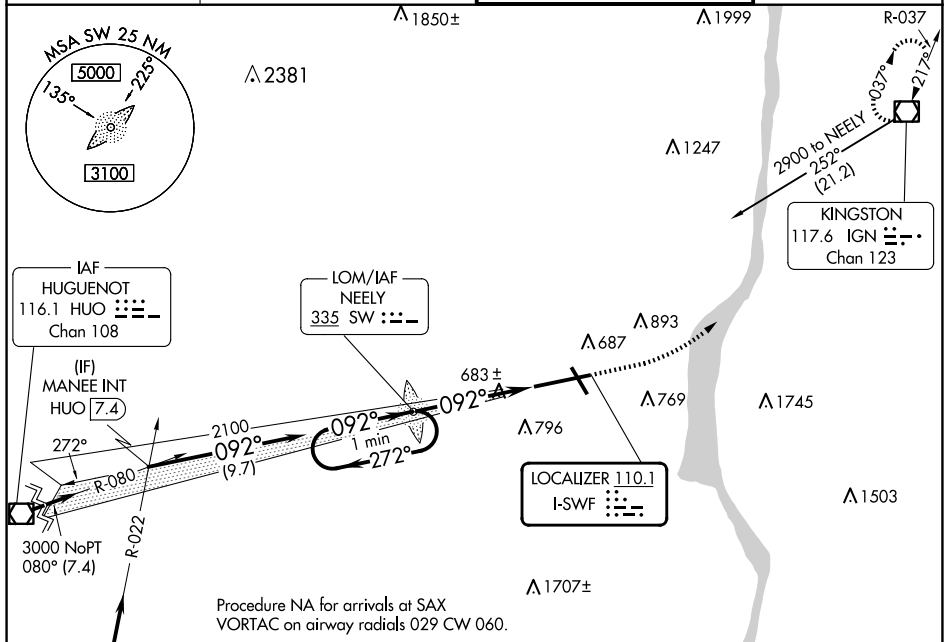 1850±
1999
R-037
MSA SW 25 NM
5000
225°
135°
3100
2381
037°
217°
1247
2900 to NEELY
252°
(21.2)
KINGSTON
117.6 IGN
Chan 123
IAF
HUGUENOT
116.1 HUO
Chan 108
LOM/IAF
NEELY
335 SW
893
687
(IF)
MANEE INT
HUO 7.4
683±
769
1745
272°
2100
092°
(9.7)
092°
1 min
272°
092°
796
R-080
LOCALIZER 110.1
I-SWF
1503
3000 NoPT
080° (7.4)
R-022
1707±
Procedure NA for arrivals at SAX
VORTAC on airway radials 029 CW 060.